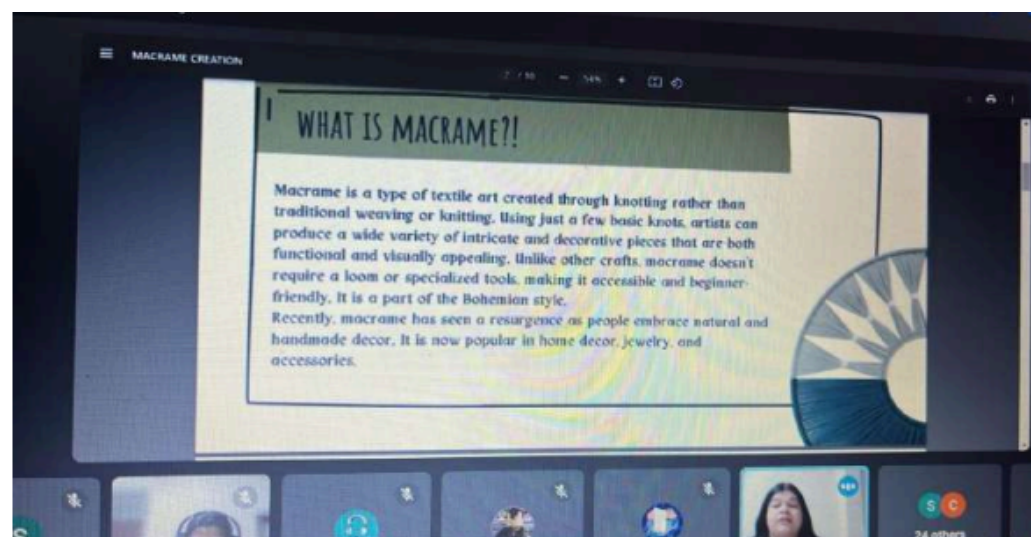 MACRAME CREATION
54%
WHAT IS MACRAME?!
Macrame is a type of textile art created through knotting rather than
traditional weaving or knitting. Using just a few basic knots, artists can
produce a wide variety of intricate and decorative pieces that are both
functional and visually appealing. Unlike other crafts, macrame doesn't
require a loom or specialized tools, making it accessible and beginner-
friendly. It is a part of the Bohemian style.
Recently, macrame has seen a resurgence as people embrace natural and
handmade decor. It is now popular in home decor, jewelry, and
accessories.
S
S C
24 others